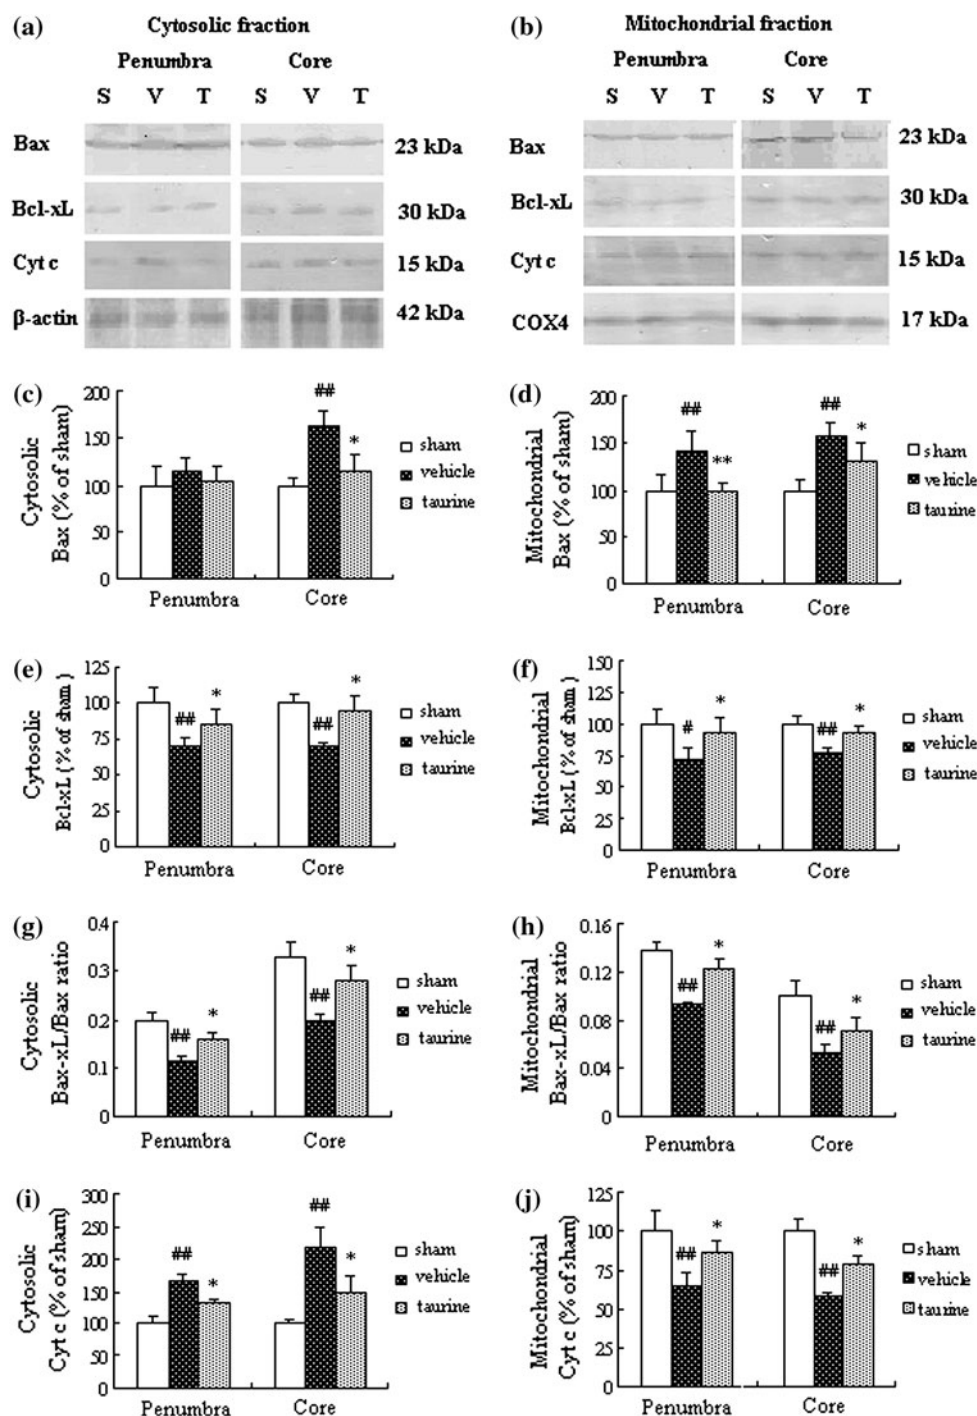 (a) Cytosolic fraction
Penumbra Core
S V T S V T
Bax 23 kDa
Bcl-xL 30 kDa
Cyt c 15 kDa
β-actin 42 kDa
(b) Mitochondrial fraction
Penumbra Core
S V T S V T
Bax 23 kDa
Bcl-xL 30 kDa
Cyt c 15 kDa
COX4 17 kDa
(c)
Cytosolic
Bax (% of sham)
200
150
100
50
0
##
*
Penumbra Core
sham
vehicle
taurine
(d)
Mitochondrial
Bax (% of sham)
200
150
100
50
0
##
**
##
*
Penumbra Core
sham
vehicle
taurine
(e)
Cytosolic
Bcl-xL (% of sham)
125
100
75
50
25
0
##
*
##
*
Penumbra Core
sham
vehicle
taurine
(f)
Mitochondrial
Bcl-xL (% of sham)
150
125
100
75
50
25
0
#
*
##
*
Penumbra Core
sham
vehicle
taurine
(g)
Cytosolic
Bax-xL/Bax ratio
0.4
0.3
0.2
0.1
0
##
*
##
*
Penumbra Core
sham
vehicle
taurine
(h)
Mitochondrial
Bax-xL/Bax ratio
0.16
0.12
0.08
0.04
0
##
*
##
*
Penumbra Core
sham
vehicle
taurine
(i)
Cytosolic
Cyt c (% of sham)
300
250
200
150
100
50
0
##
*
##
*
Penumbra Core
sham
vehicle
taurine
(j)
Mitochondrial
Cyt c (% of sham)
125
100
75
50
25
0
##
*
##
*
Penumbra Core
sham
vehicle
taurine